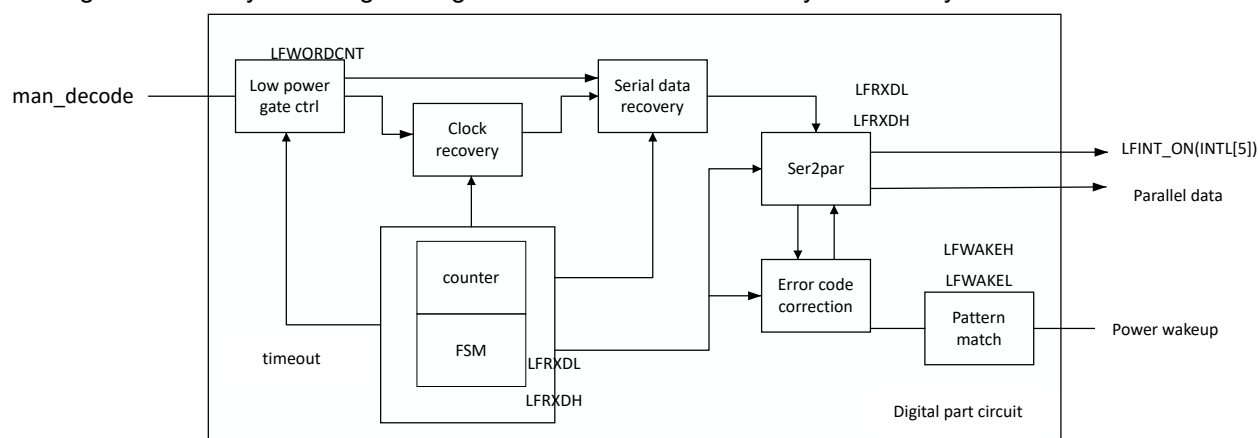 LFWORDCNT
man_decode
Low power
gate ctrl
Serial data
recovery
Clock
recovery
LFRXDL
LFRXDH
Ser2par
LFINT_ON(INTL[5])
Parallel data
counter
FSM
timeout
LFRXDL
LFRXDH
Error code
correction
LFWAKEH
LFWAKEL
Pattern
match
Power wakeup
Digital part circuit